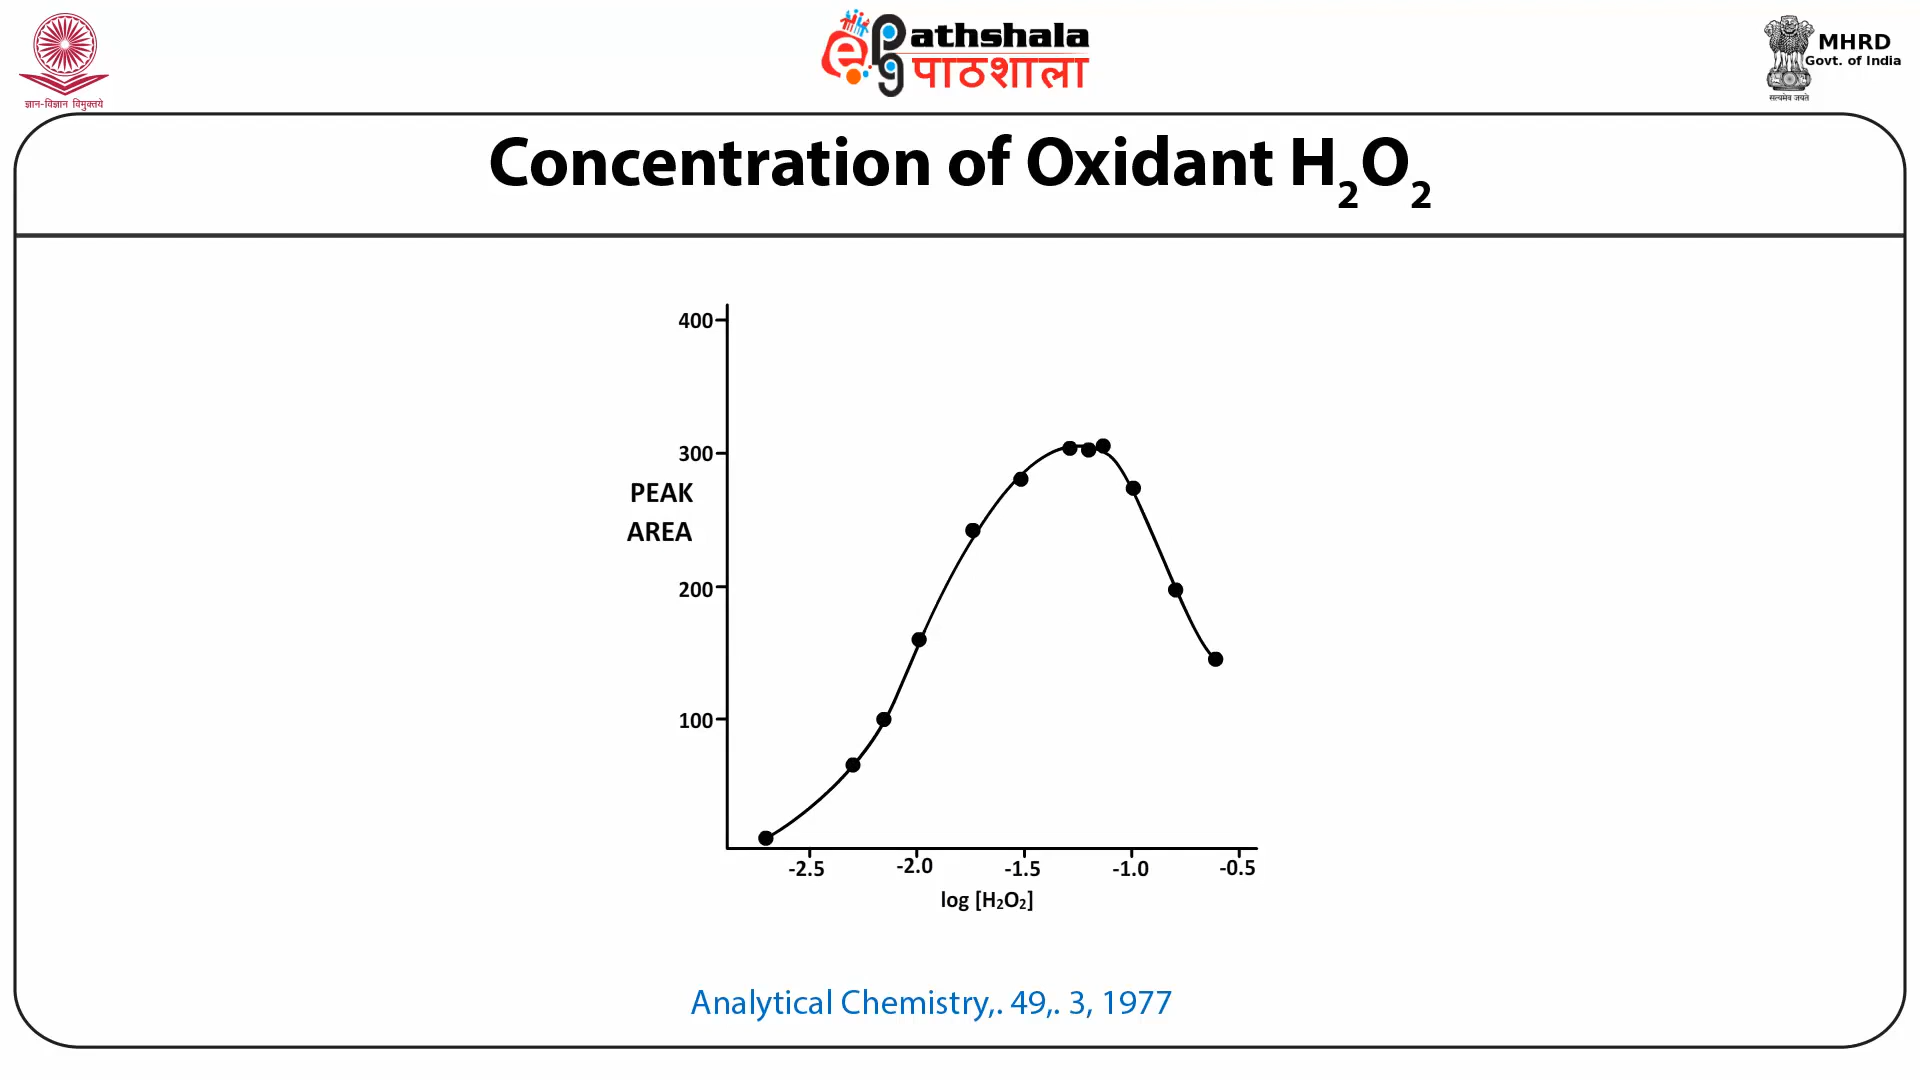 ज्ञान-विज्ञान विमुक्तये
ePathshala
पाठशाला
MHRD
Govt. of India
सत्यमेव जयते
Concentration of Oxidant H₂O₂
400
300
PEAK
AREA
200
100
-2.5 -2.0 -1.5 -1.0 -0.5
log [H₂O₂]
Analytical Chemistry,. 49,. 3, 1977